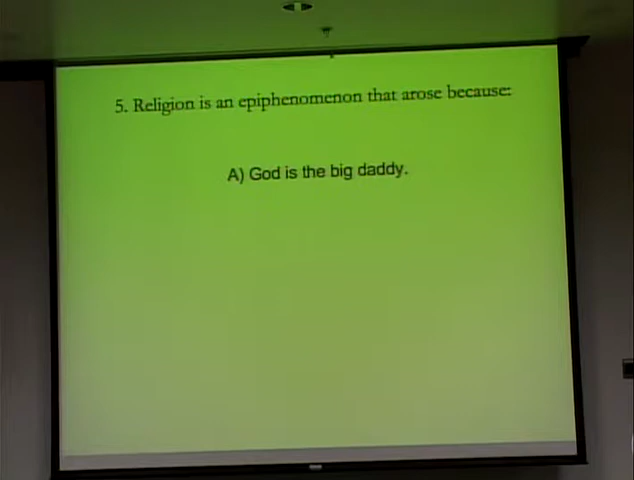 5. Religion is an epiphenomenon that arose because:
A) God is the big daddy.